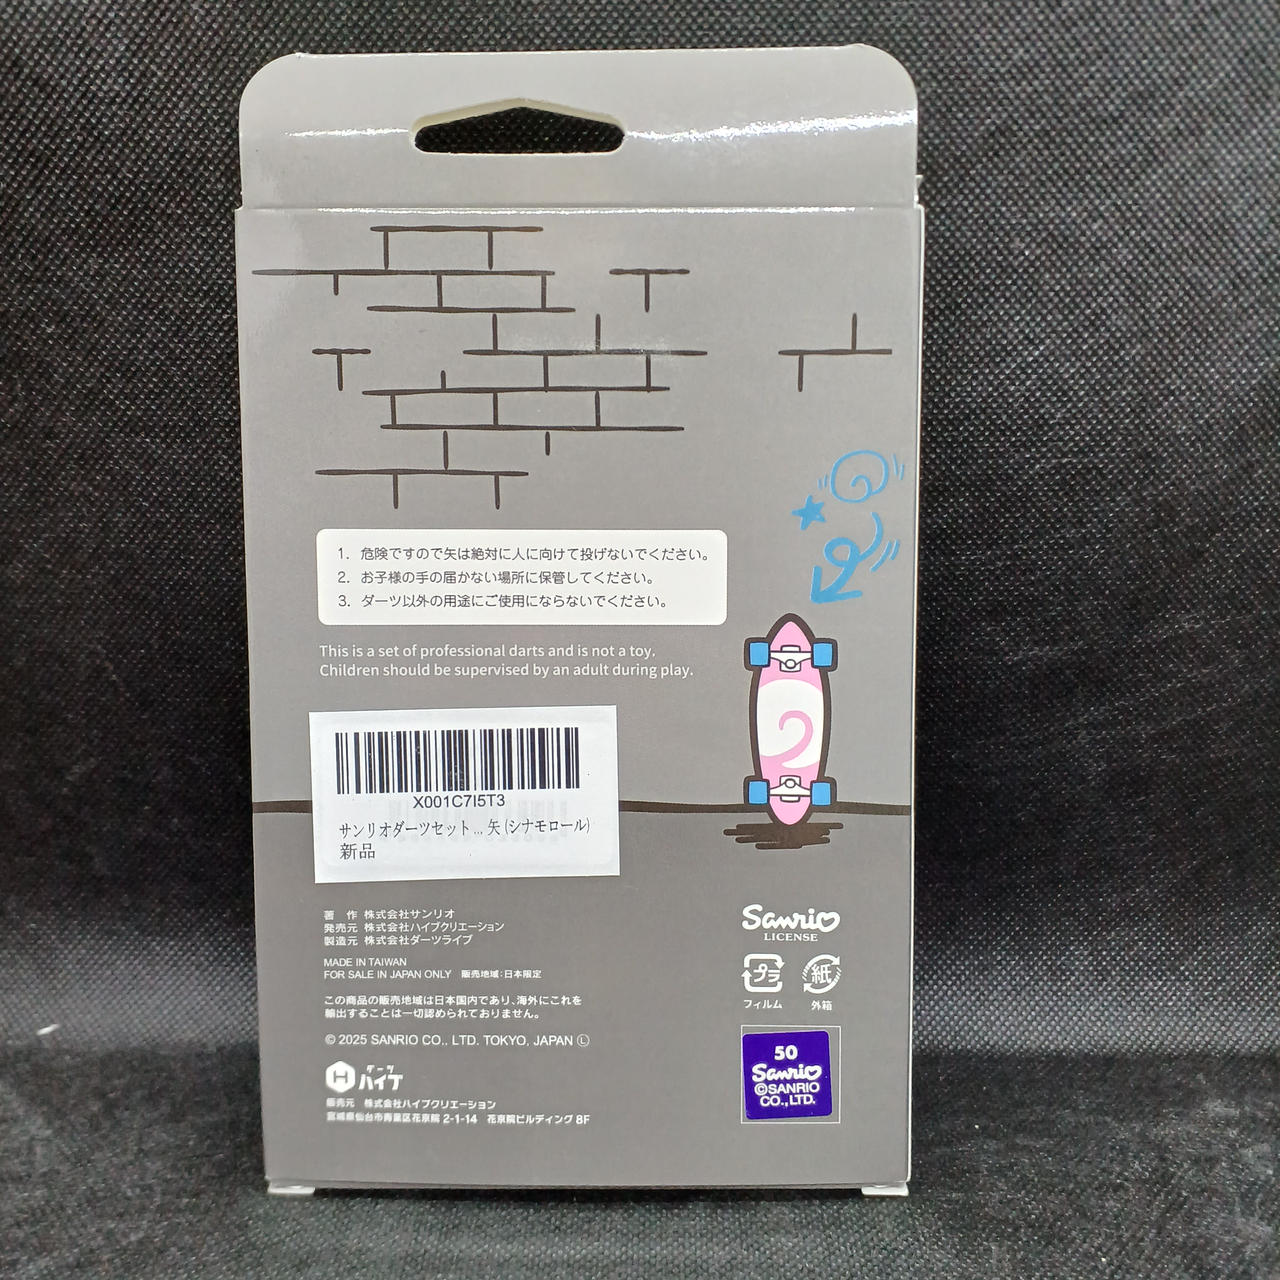 1. 危険ですので矢は絶対に人に向けて投げないでください。
2. お子様の手の届かない場所に保管してください。
3. ダーツ以外の用途にご使用にならないでください。
This is a set of professional darts and is not a toy.
Children should be supervised by an adult during play.
X001C7I5T3
サンリオダーツセット ... 矢 (シナモロール)
新品
著 作 株式会社サンリオ
発売元 株式会社ハイブクリエーション
製造元 株式会社ダーツライブ
MADE IN TAIWAN
FOR SALE IN JAPAN ONLY 販売地域:日本限定
この商品の販売地域は日本国内であり、海外にこれを
輸出することは一切認められておりません。
© 2025 SANRIO CO., LTD. TOKYO, JAPAN Ⓛ
ダーツ
ハイブ
販売元 株式会社ハイブクリエーション
宮城県仙台市青葉区花京院 2-1-14 花京院ビルディング 8F
Sanrio
LICENSE
プラ
紙
フィルム
外箱
50
Sanrio
©SANRIO
CO.,LTD.